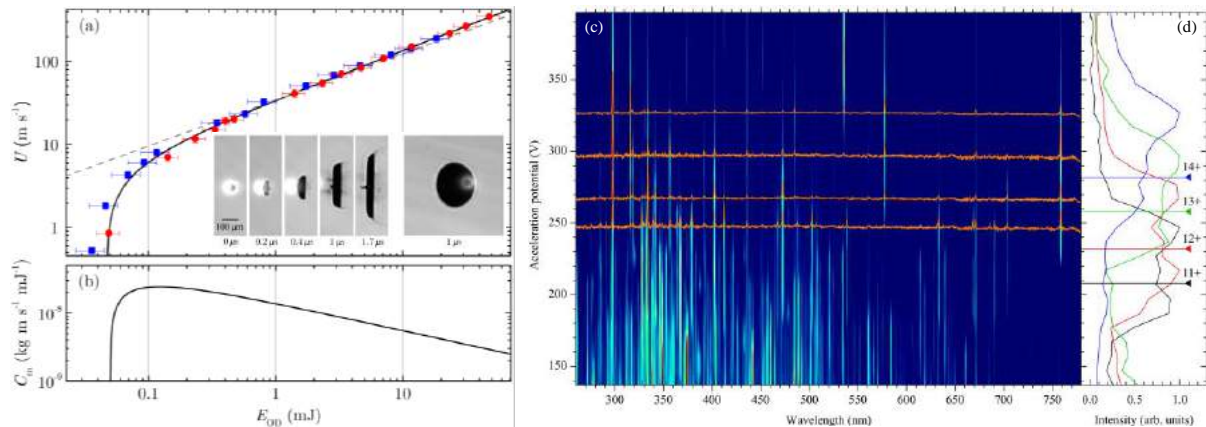 (a)
100
10
1
U (m s⁻¹)
100 μm
0 μs
0.2 μs
0.4 μs
1 μs
1.7 μs
1 μs
(b)
10⁻⁸
10⁻⁹
Cₘ (kg m s⁻¹ mJ⁻¹)
0.1
1
10
E_OD (mJ)
(c)
350
300
250
200
150
Acceleration potential (V)
300
350
400
450
500
550
600
650
700
750
Wavelength (nm)
(d)
14+
13+
12+
11+
0.0
0.5
1.0
Intensity (arb. units)